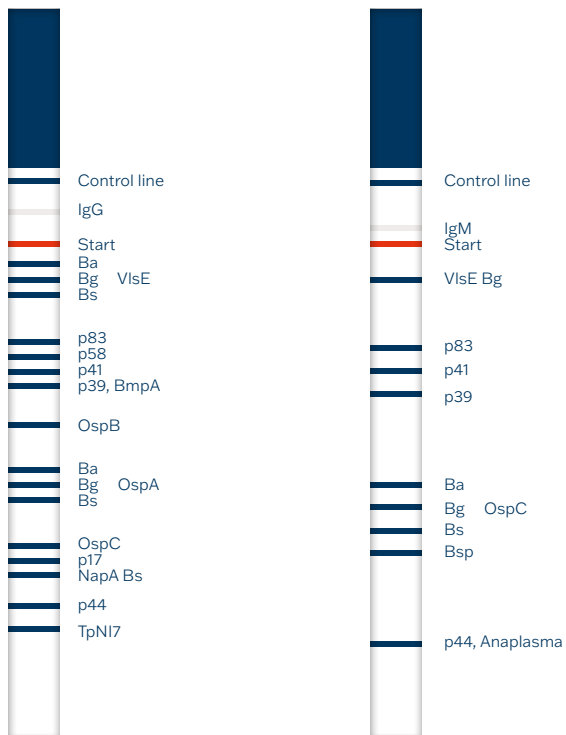 Control line
IgG
Start
Ba
Bg VlsE
Bs
p83
p58
p41
p39, BmpA
OspB
Ba
Bg OspA
Bs
OspC
p17
NapA Bs
p44
TpNI7
Control line
IgM
Start
VlsE Bg
p83
p41
p39
Ba
Bg OspC
Bs
Bsp
p44, Anaplasma